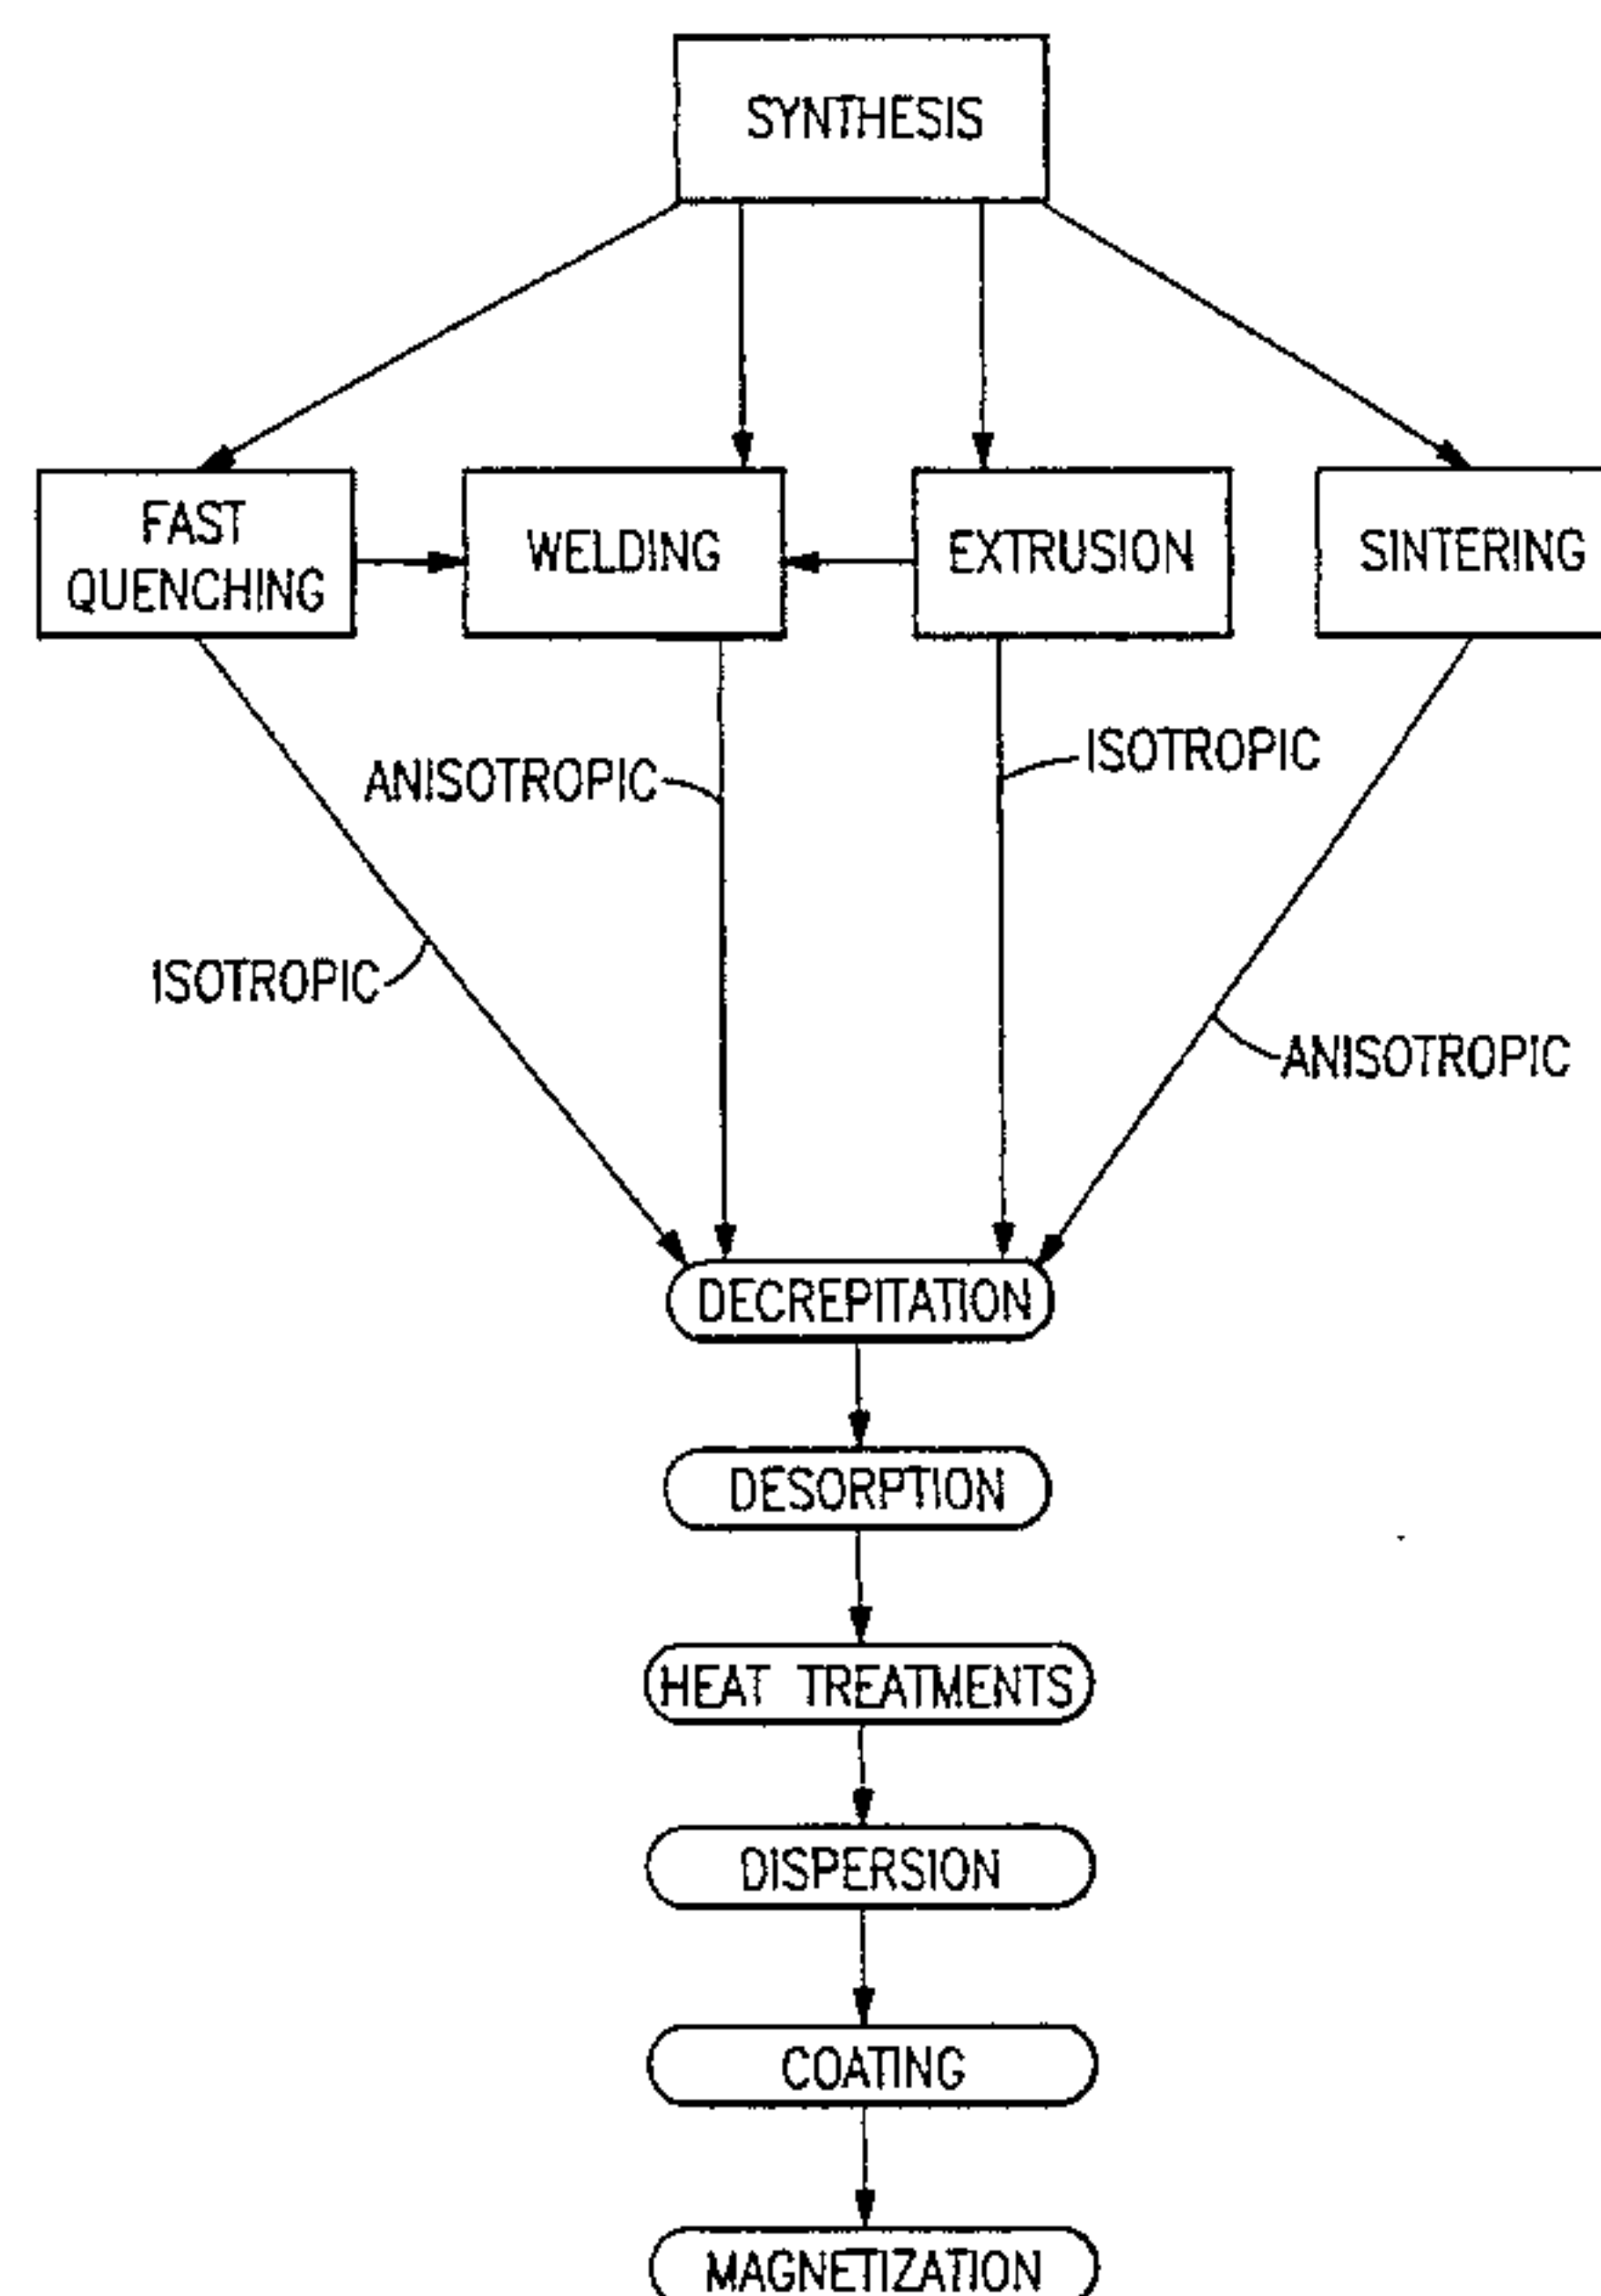 SYNTHESIS
FAST
QUENCHING
WELDING
EXTRUSION
SINTERING
ISOTROPIC
ANISOTROPIC
ISOTROPIC
ANISOTROPIC
DECREPITATION
DESORPTION
HEAT TREATMENTS
DISPERSION
COATING
MAGNETIZATION